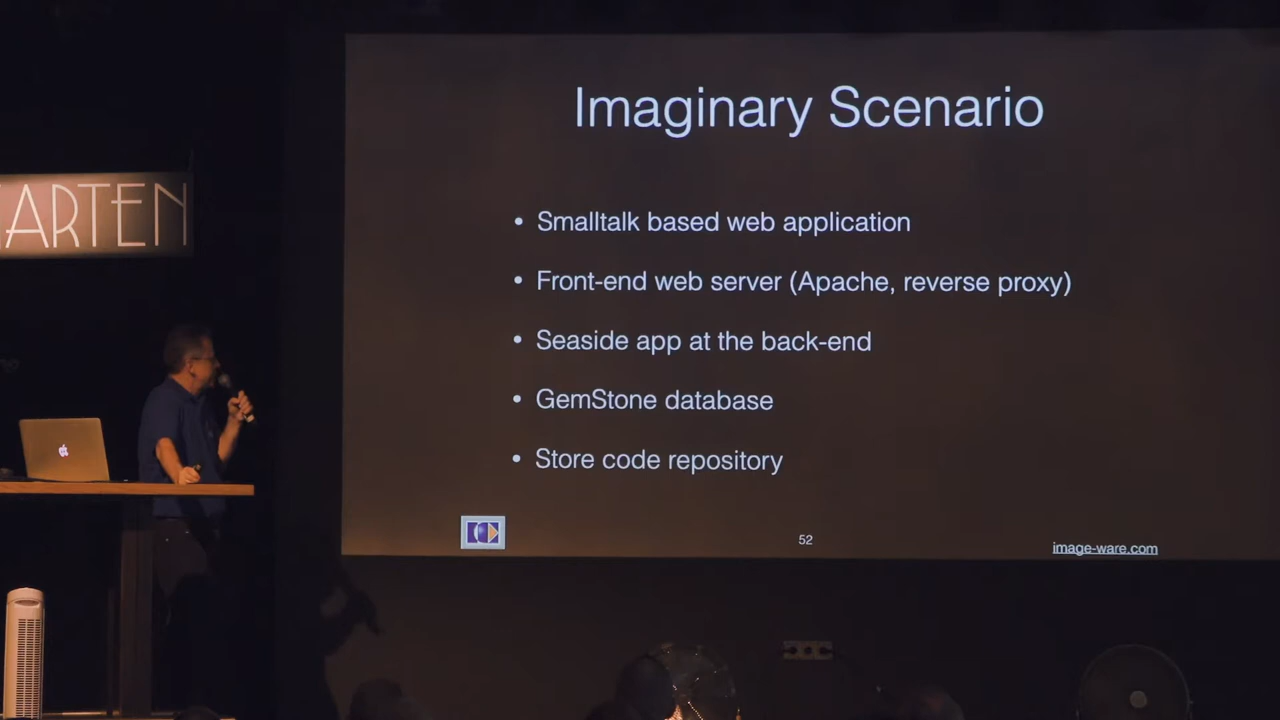 Imaginary Scenario
ARTEN
• Smalltalk based web application
• Front-end web server (Apache, reverse proxy)
• Seaside app at the back-end
• GemStone database
• Store code repository
52
image-ware.com